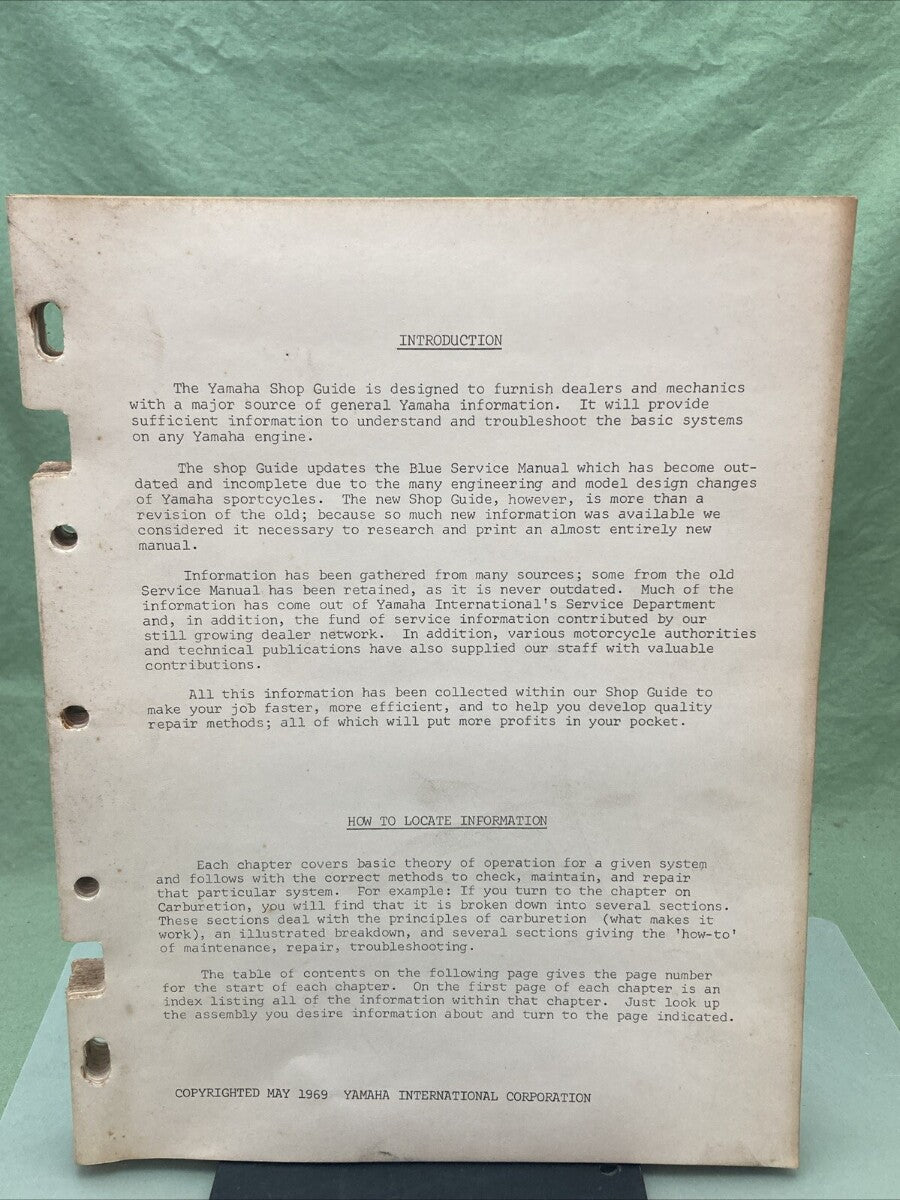 INTRODUCTION
The Yamaha Shop Guide is designed to furnish dealers and mechanics
with a major source of general Yamaha information. It will provide
sufficient information to understand and troubleshoot the basic systems
on any Yamaha engine.
The shop Guide updates the Blue Service Manual which has become out-
dated and incomplete due to the many engineering and model design changes
of Yamaha sportcycles. The new Shop Guide, however, is more than a
revision of the old; because so much new information was available we
considered it necessary to research and print an almost entirely new
manual.
Information has been gathered from many sources; some from the old
Service Manual has been retained, as it is never outdated. Much of the
information has come out of Yamaha International's Service Department
and, in addition, the fund of service information contributed by our
still growing dealer network. In addition, various motorcycle authorities
and technical publications have also supplied our staff with valuable
contributions.
All this information has been collected within our Shop Guide to
make your job faster, more efficient, and to help you develop quality
repair methods; all of which will put more profits in your pocket.
HOW TO LOCATE INFORMATION
Each chapter covers basic theory of operation for a given system
and follows with the correct methods to check, maintain, and repair
that particular system. For example: If you turn to the chapter on
Carburetion, you will find that it is broken down into several sections.
These sections deal with the principles of carburetion (what makes it
work), an illustrated breakdown, and several sections giving the 'how-to'
of maintenance, repair, troubleshooting.
The table of contents on the following page gives the page number
for the start of each chapter. On the first page of each chapter is an
index listing all of the information within that chapter. Just look up
the assembly you desire information about and turn to the page indicated.
COPYRIGHTED MAY 1969 YAMAHA INTERNATIONAL CORPORATION